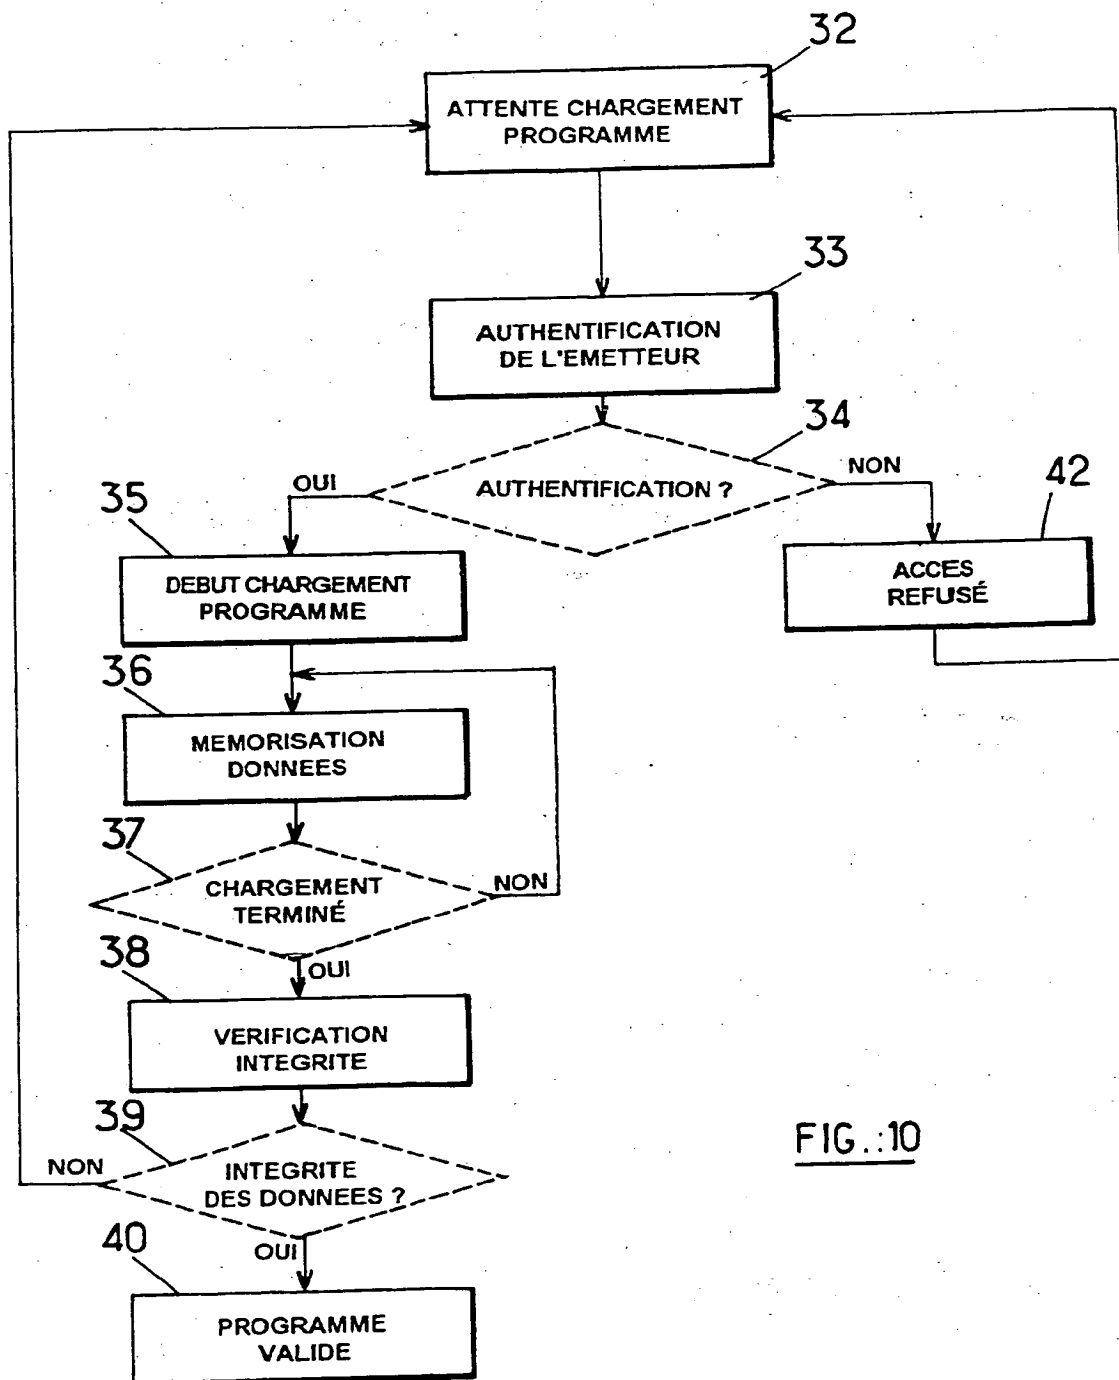 32
ATTENTE CHARGEMENT
PROGRAMME
33
AUTHENTIFICATION
DE L'EMETTEUR
34
AUTHENTIFICATION ?
OUI
NON
35
DEBUT CHARGEMENT
PROGRAMME
42
ACCES
REFUSÉ
36
MEMORISATION
DONNEES
37
CHARGEMENT
TERMINÉ
NON
OUI
38
VERIFICATION
INTEGRITE
39
INTEGRITE
DES DONNEES ?
NON
OUI
40
PROGRAMME
VALIDE
FIG.:10